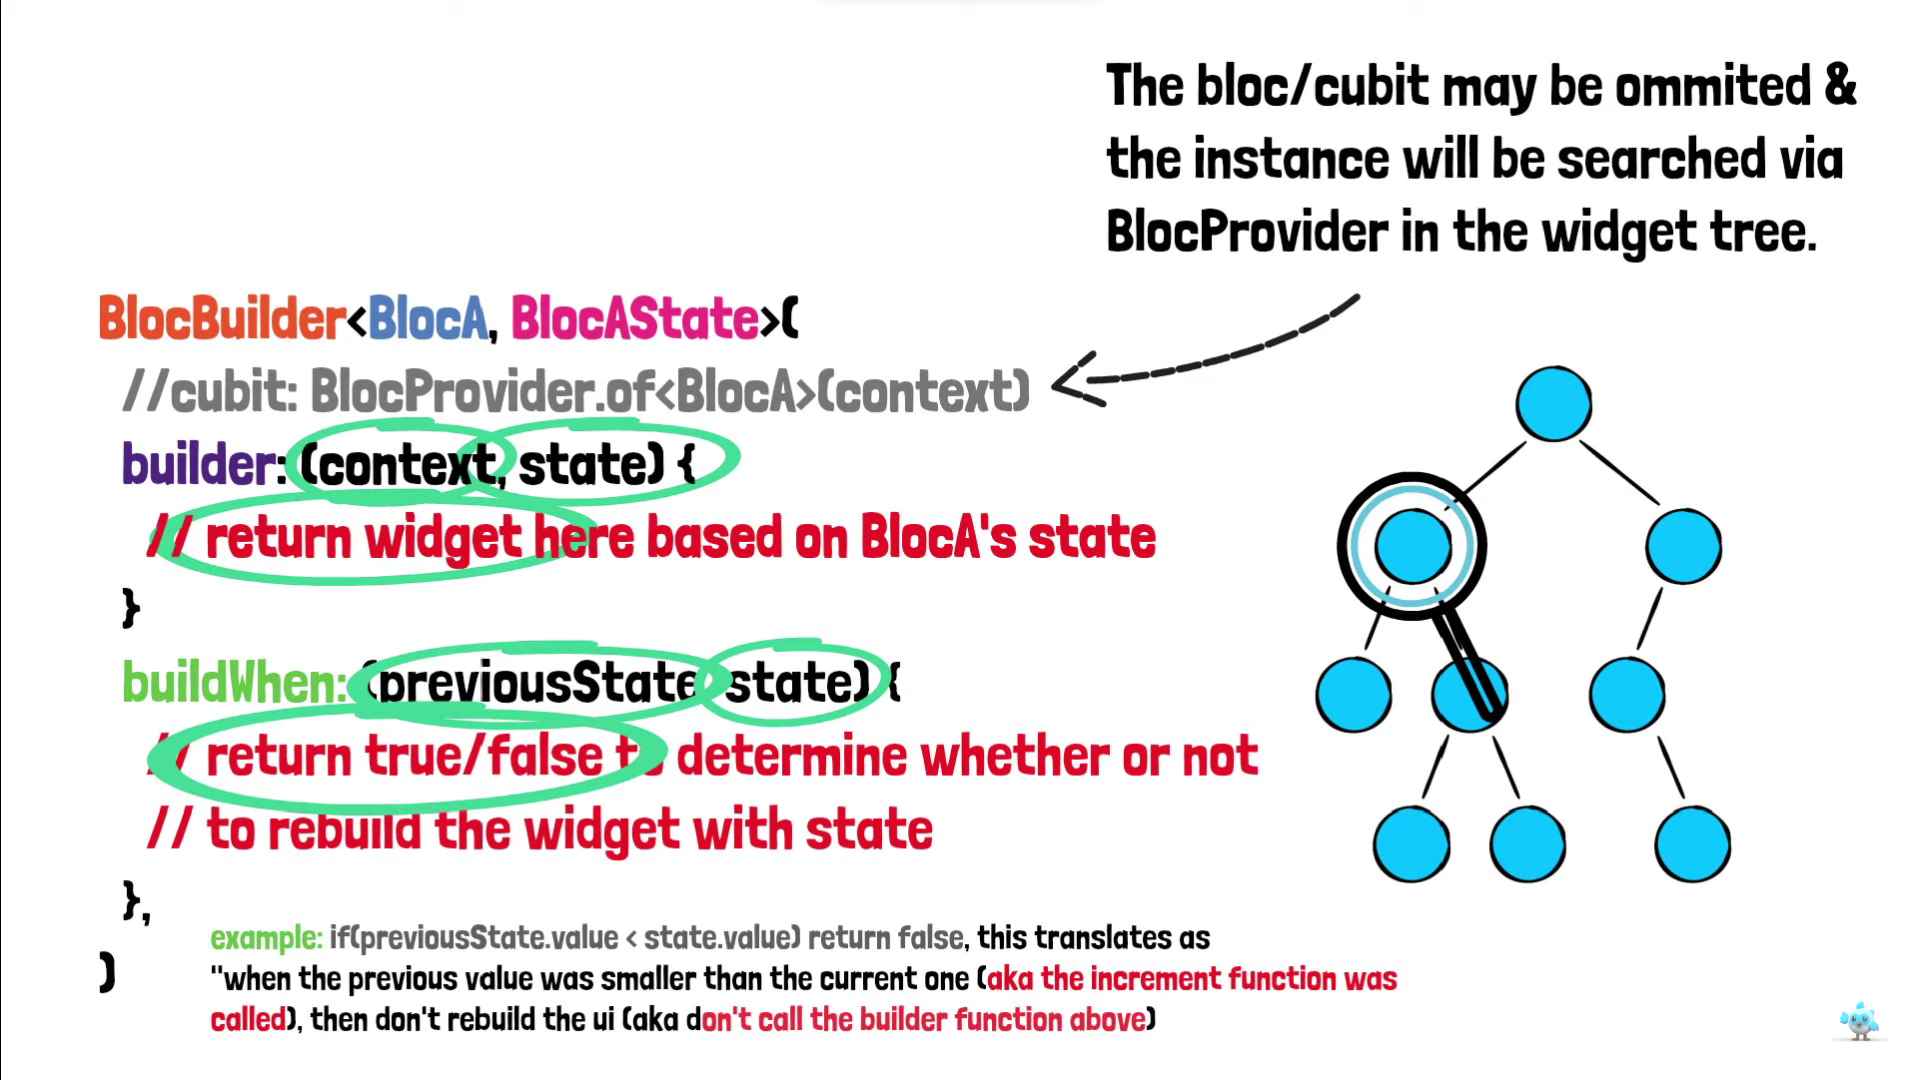 The bloc/cubit may be ommited &
the instance will be searched via
BlocProvider in the widget tree.
BlocBuilder<BlocA, BlocAState>(
//cubit: BlocProvider.of<BlocA>(context)
builder: (context, state) {
// return widget here based on BlocA's state
}
buildWhen: (previousState, state) {
// return true/false to determine whether or not
// to rebuild the widget with state
},
)
example: if(previousState.value < state.value) return false, this translates as
"when the previous value was smaller than the current one (aka the increment function was
called), then don't rebuild the ui (aka don't call the builder function above)